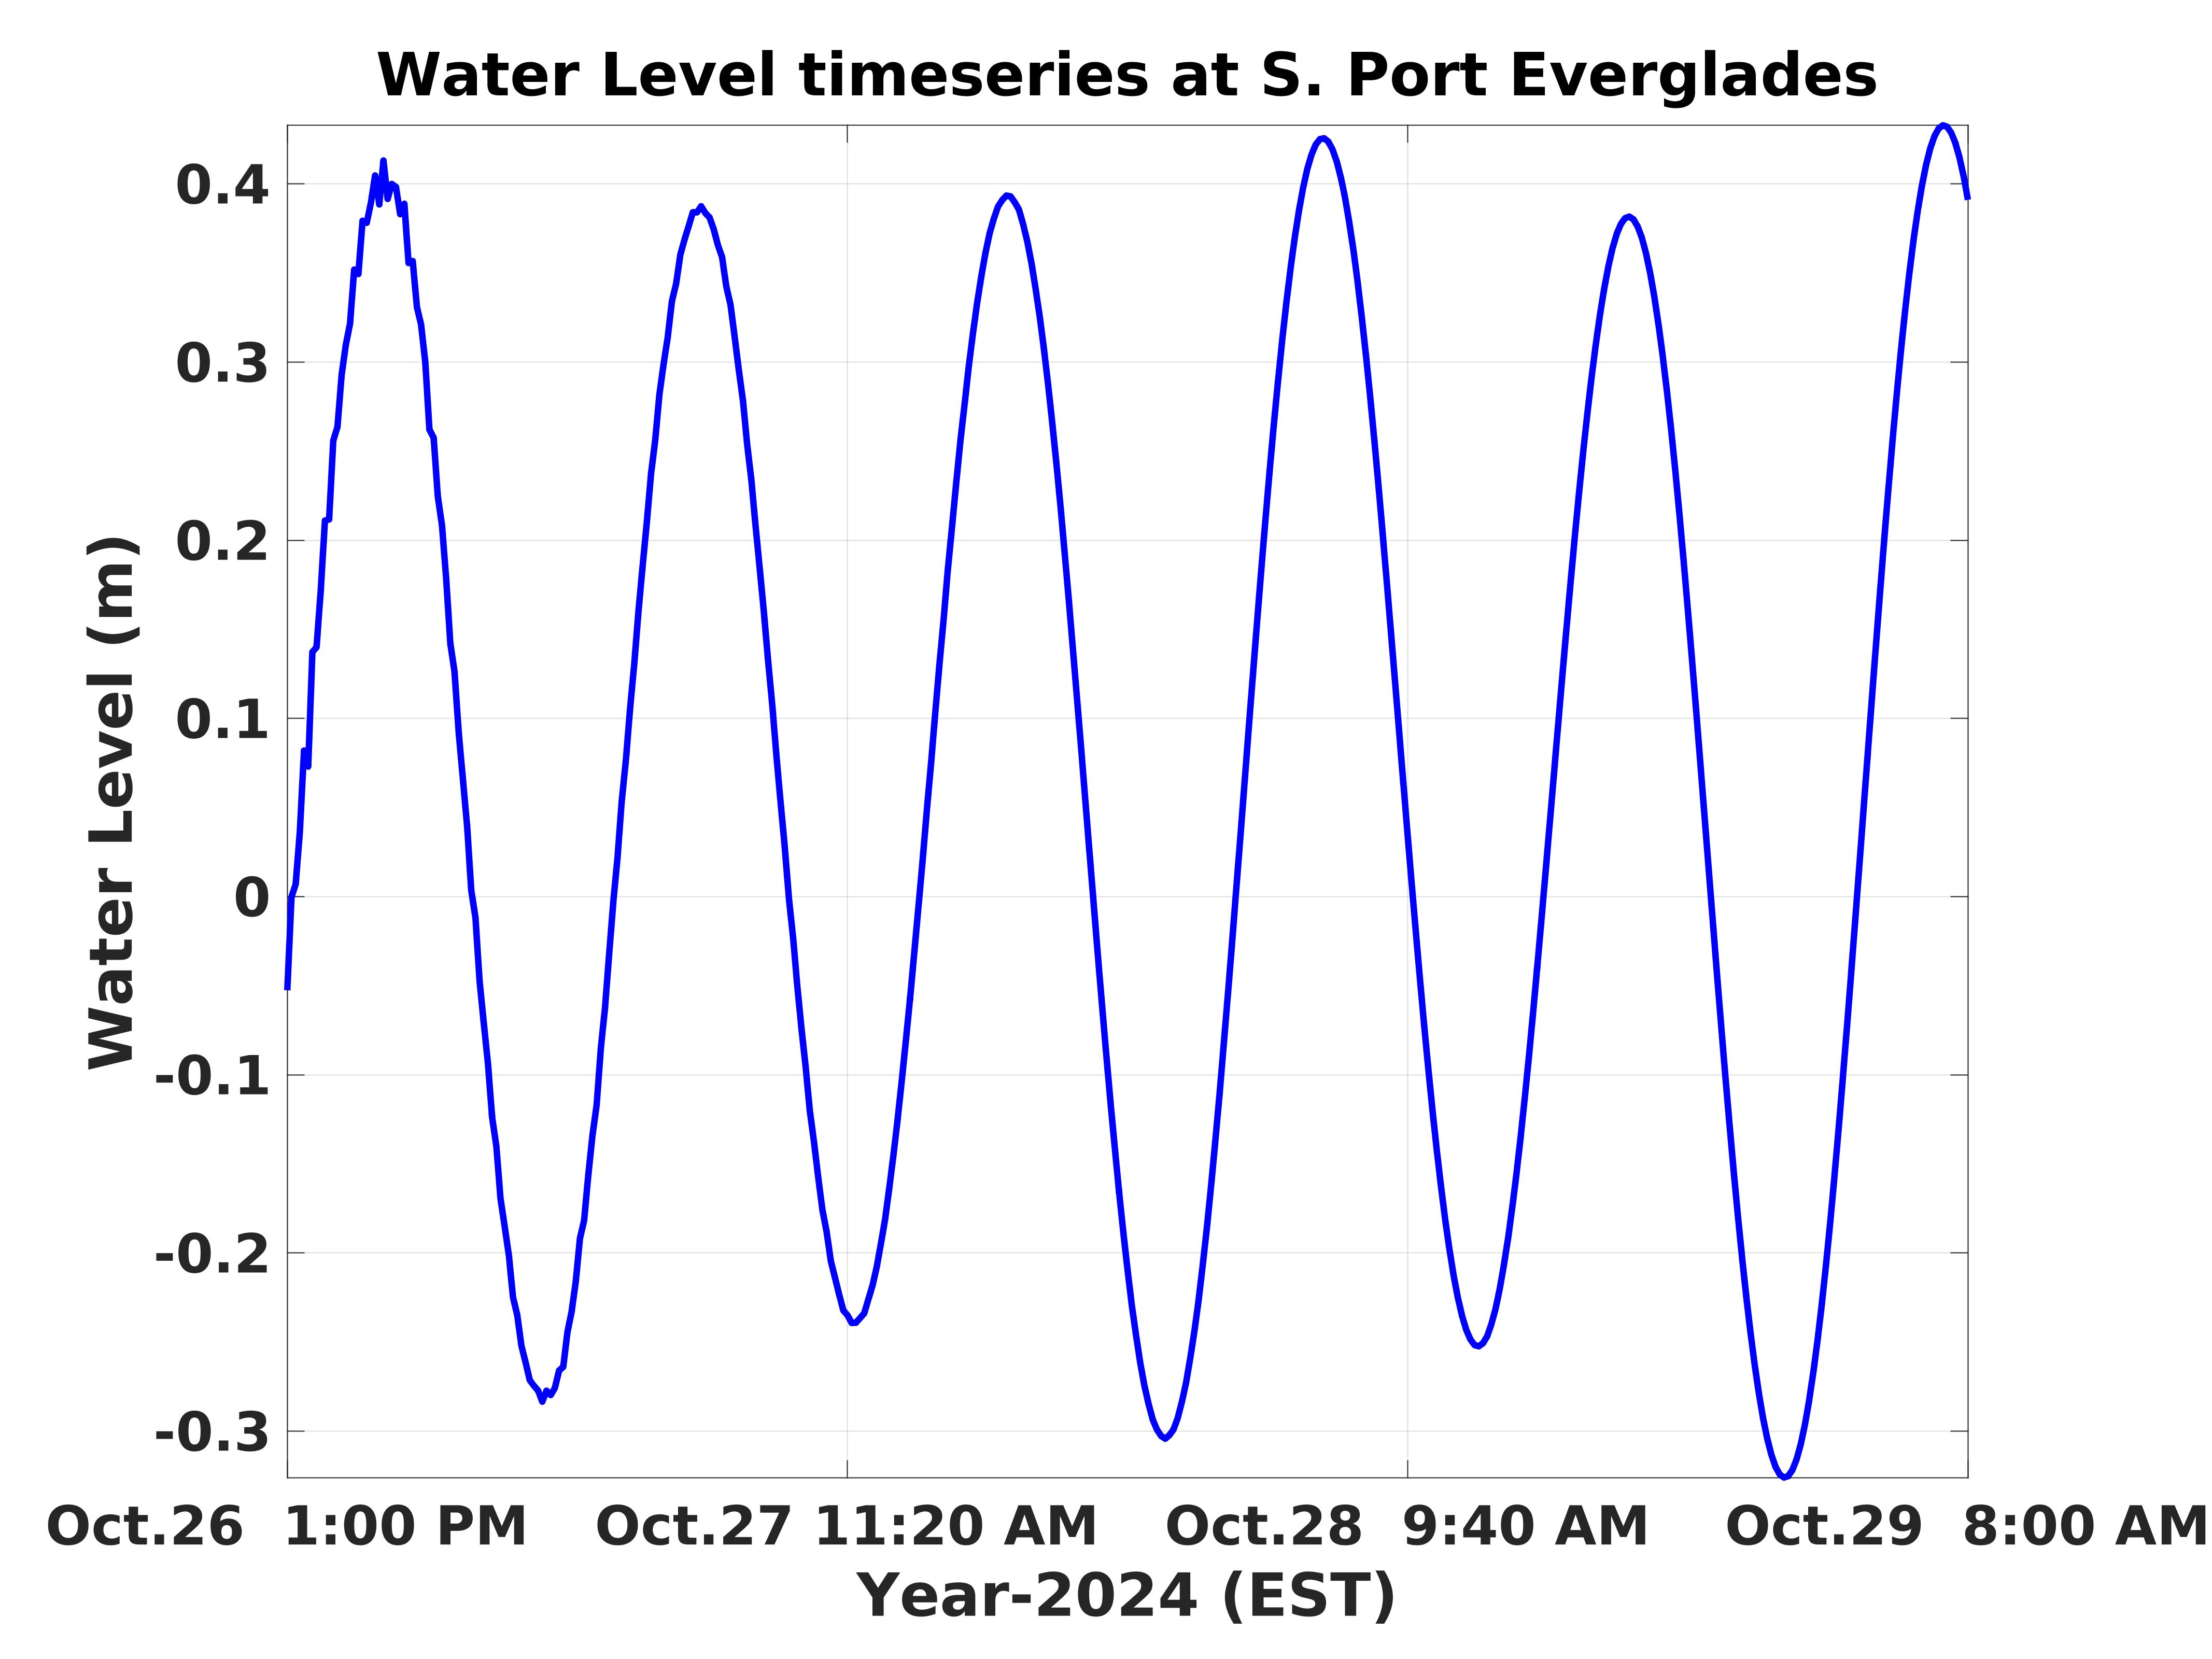 Water Level timeseries at S. Port Everglades
0.4
0.3
0.2
0.1
0
-0.1
-0.2
-0.3
Water Level (m)
Oct.26 1:00 PM Oct.27 11:20 AM Oct.28 9:40 AM Oct.29 8:00 AM
Year-2024 (EST)